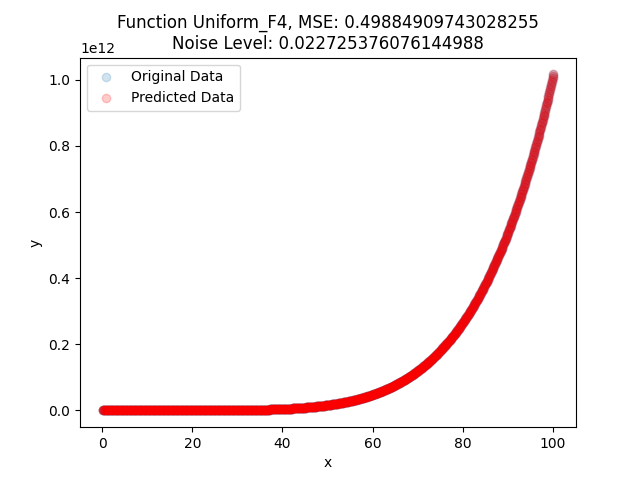 Function Uniform_F4, MSE: 0.49884909743028255
Noise Level: 0.022725376076144988
1e12
Original Data
Predicted Data
1.0
0.8
0.6
0.4
0.2
0.0
y
0 20 40 60 80 100
x